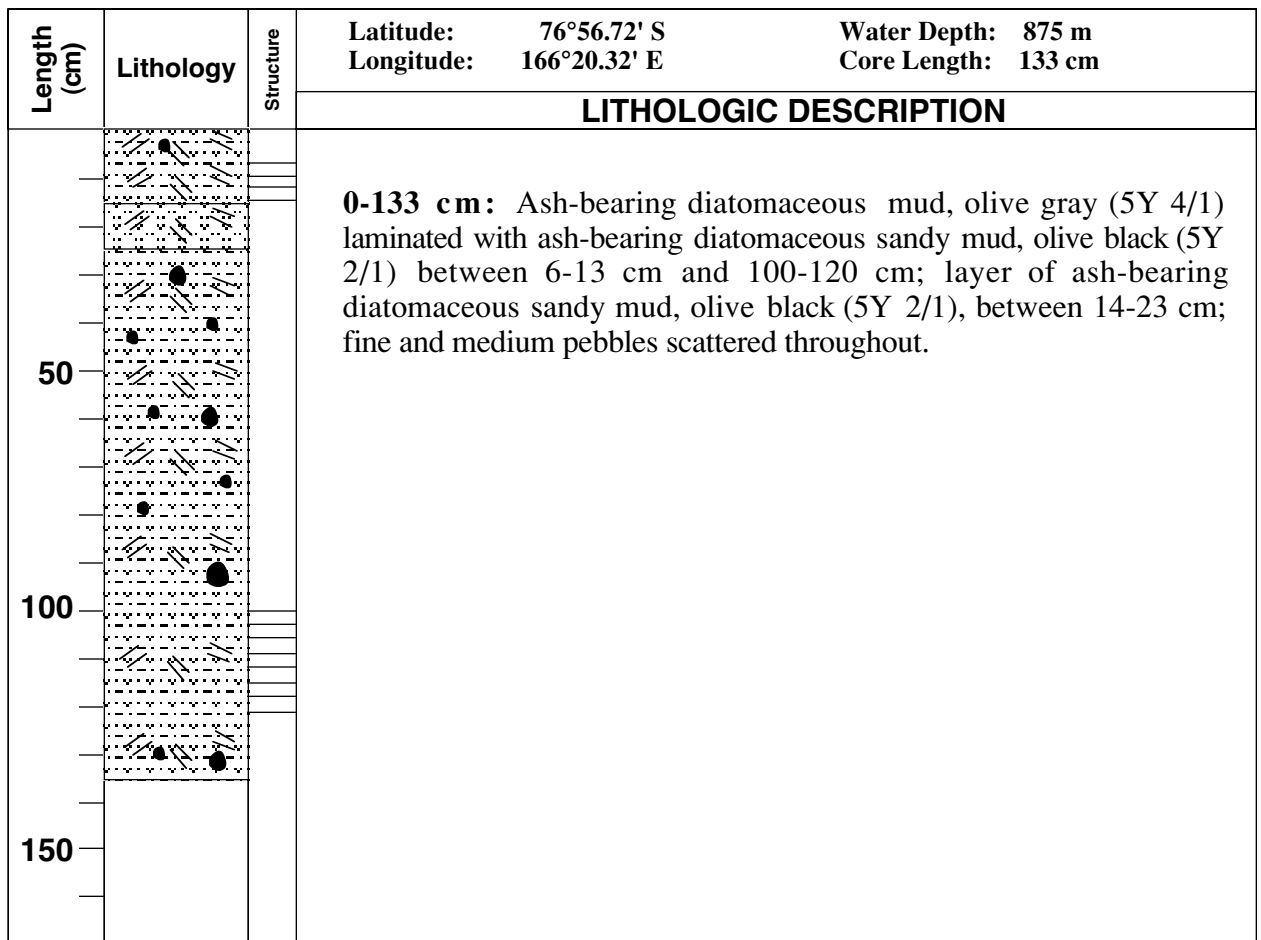 Length
(cm)
Lithology
Structure
Latitude: 76°56.72' S Water Depth: 875 m
Longitude: 166°20.32' E Core Length: 133 cm
LITHOLOGIC DESCRIPTION
0-133 cm: Ash-bearing diatomaceous mud, olive gray (5Y 4/1)
laminated with ash-bearing diatomaceous sandy mud, olive black (5Y
2/1) between 6-13 cm and 100-120 cm; layer of ash-bearing
diatomaceous sandy mud, olive black (5Y 2/1), between 14-23 cm;
fine and medium pebbles scattered throughout.
50
100
150